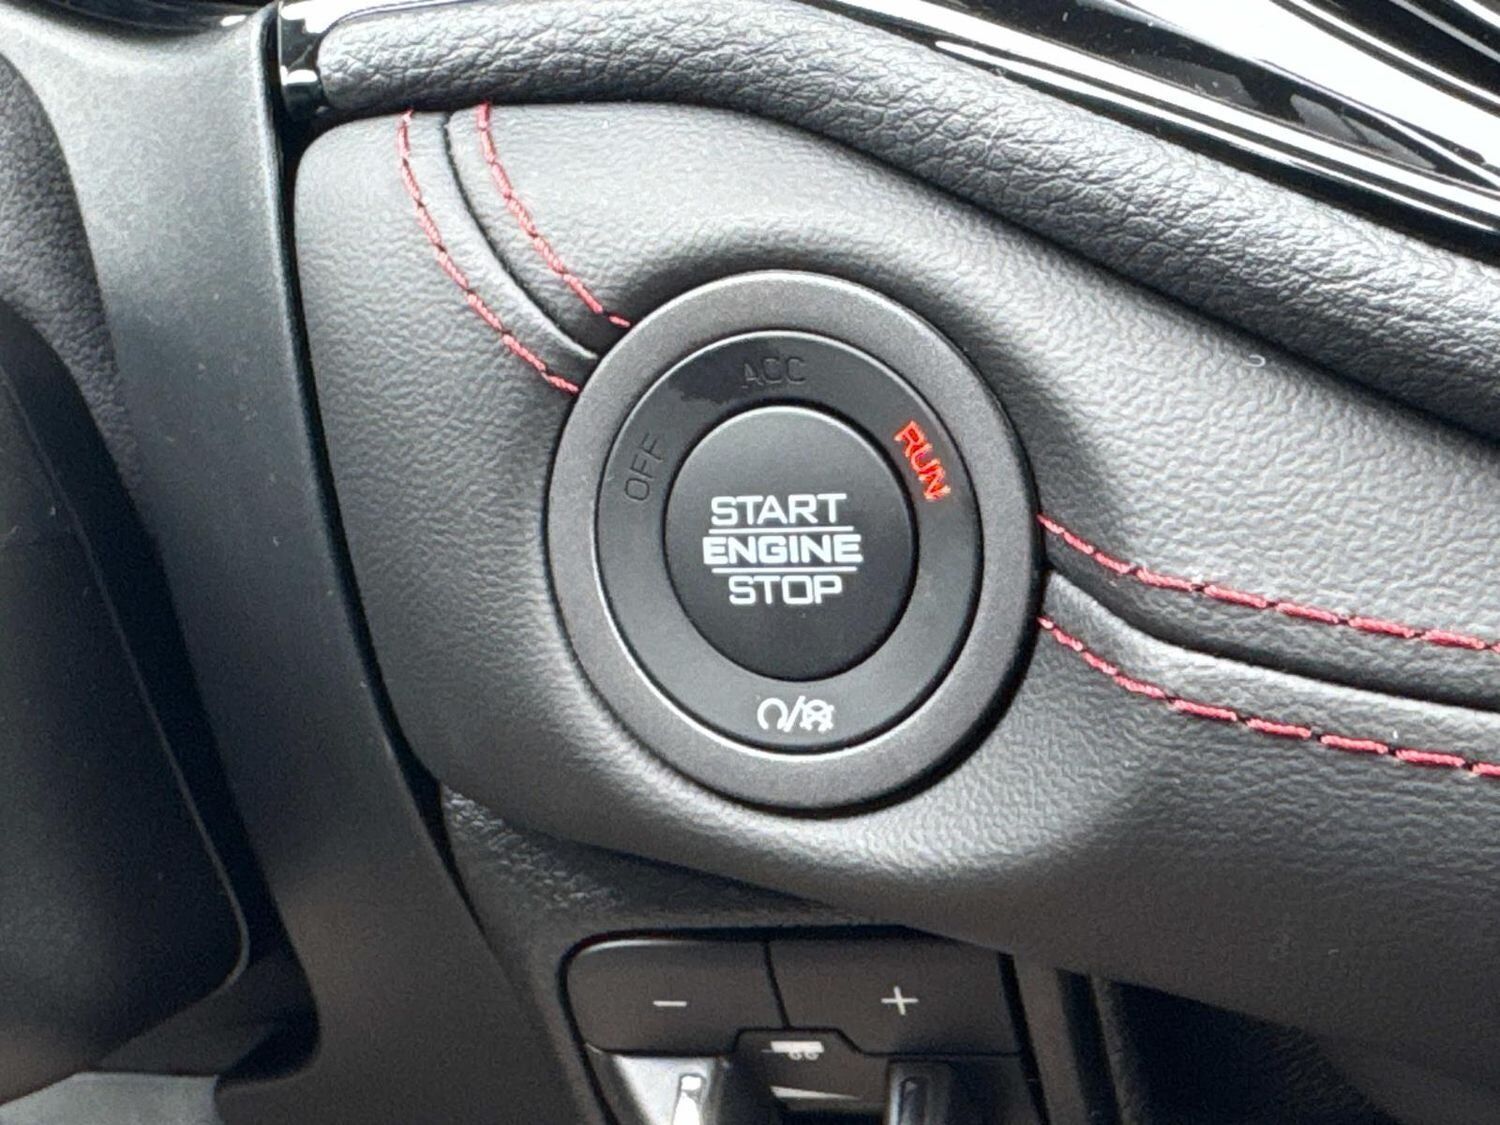 ACC
OFF
RUN
START
ENGINE
STOP
- +